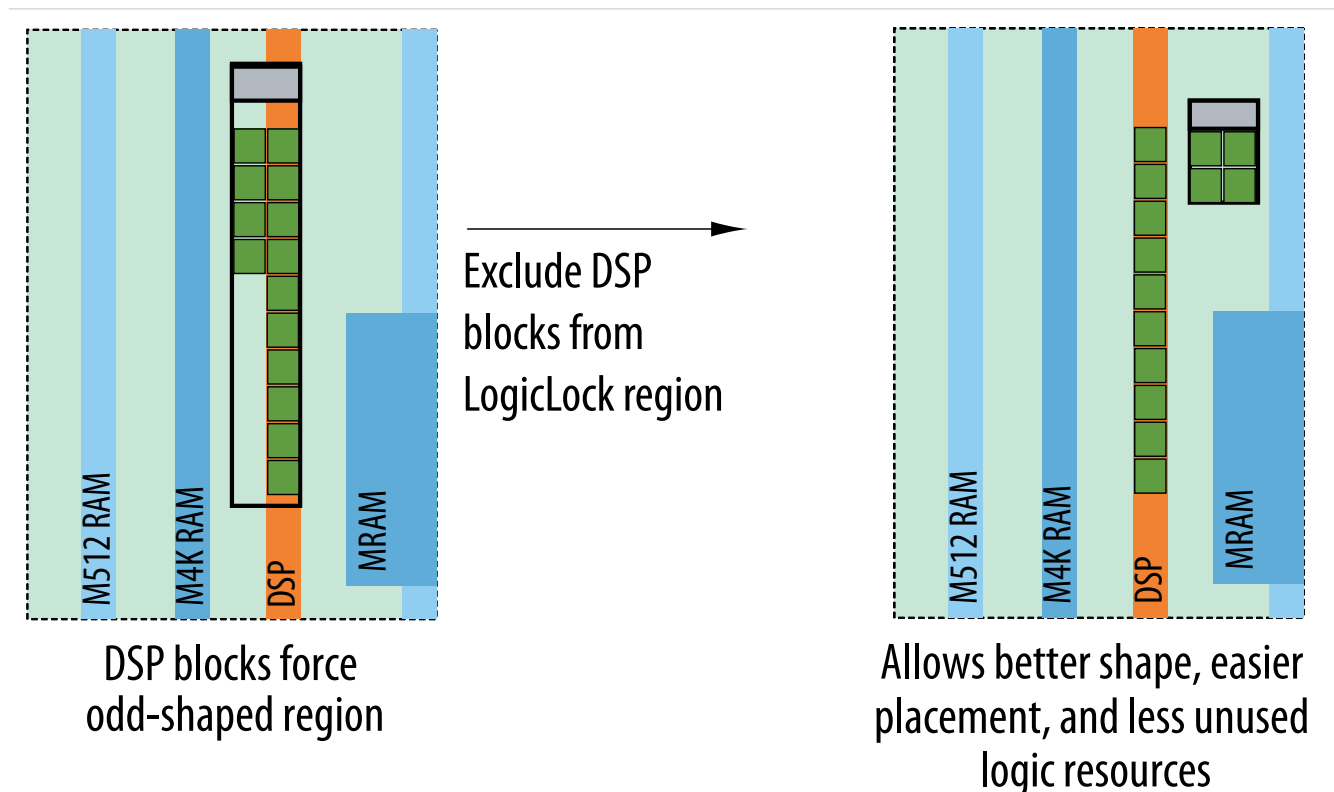 M512 RAM
M4K RAM
DSP
MRAM
DSP blocks force
odd-shaped region
Exclude DSP
blocks from
LogicLock region
M512 RAM
M4K RAM
DSP
MRAM
Allows better shape, easier
placement, and less unused
logic resources